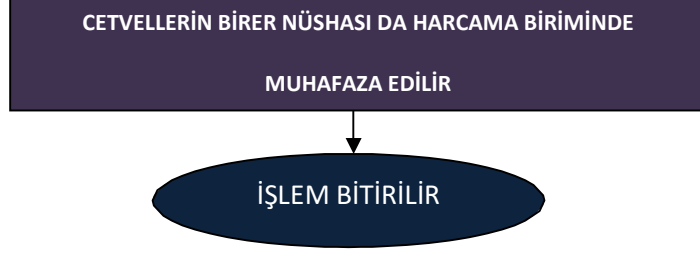 CETVELLERİN BİRER NÜSHASI DA HARCAMA BİRİMİNDE
MUHAFAZA EDİLİR
İŞLEM BİTİRİLİR